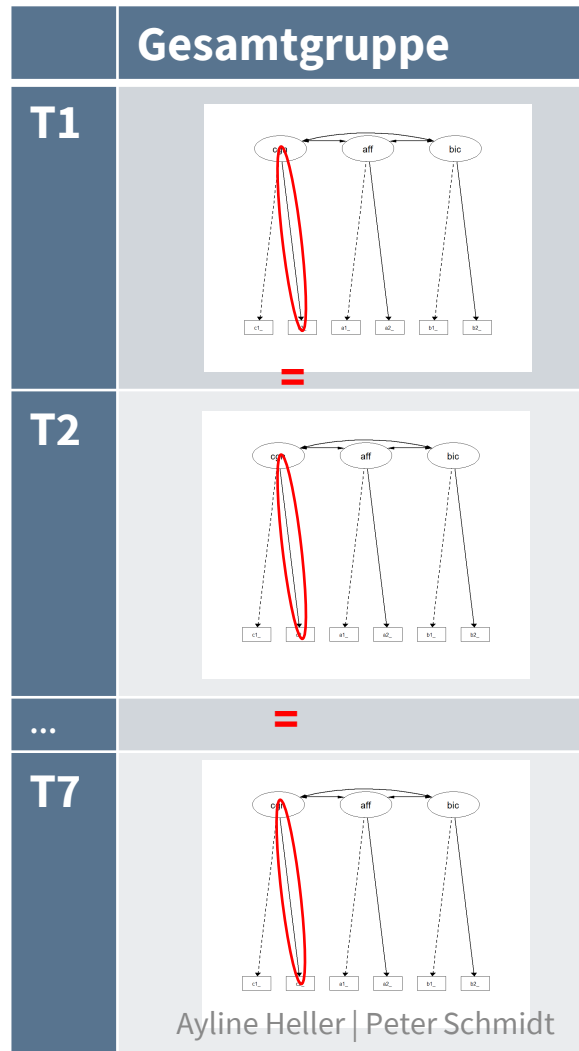 Gesamtgruppe
T1
aff bic
c1_ a1_ a2_ b1_ b2_
=
T2
aff bic
c1_ a1_ a2_ b1_ b2_
... =
T7
aff bic
c1_ a1_ a2_ b1_ b2_
Ayline Heller | Peter Schmidt